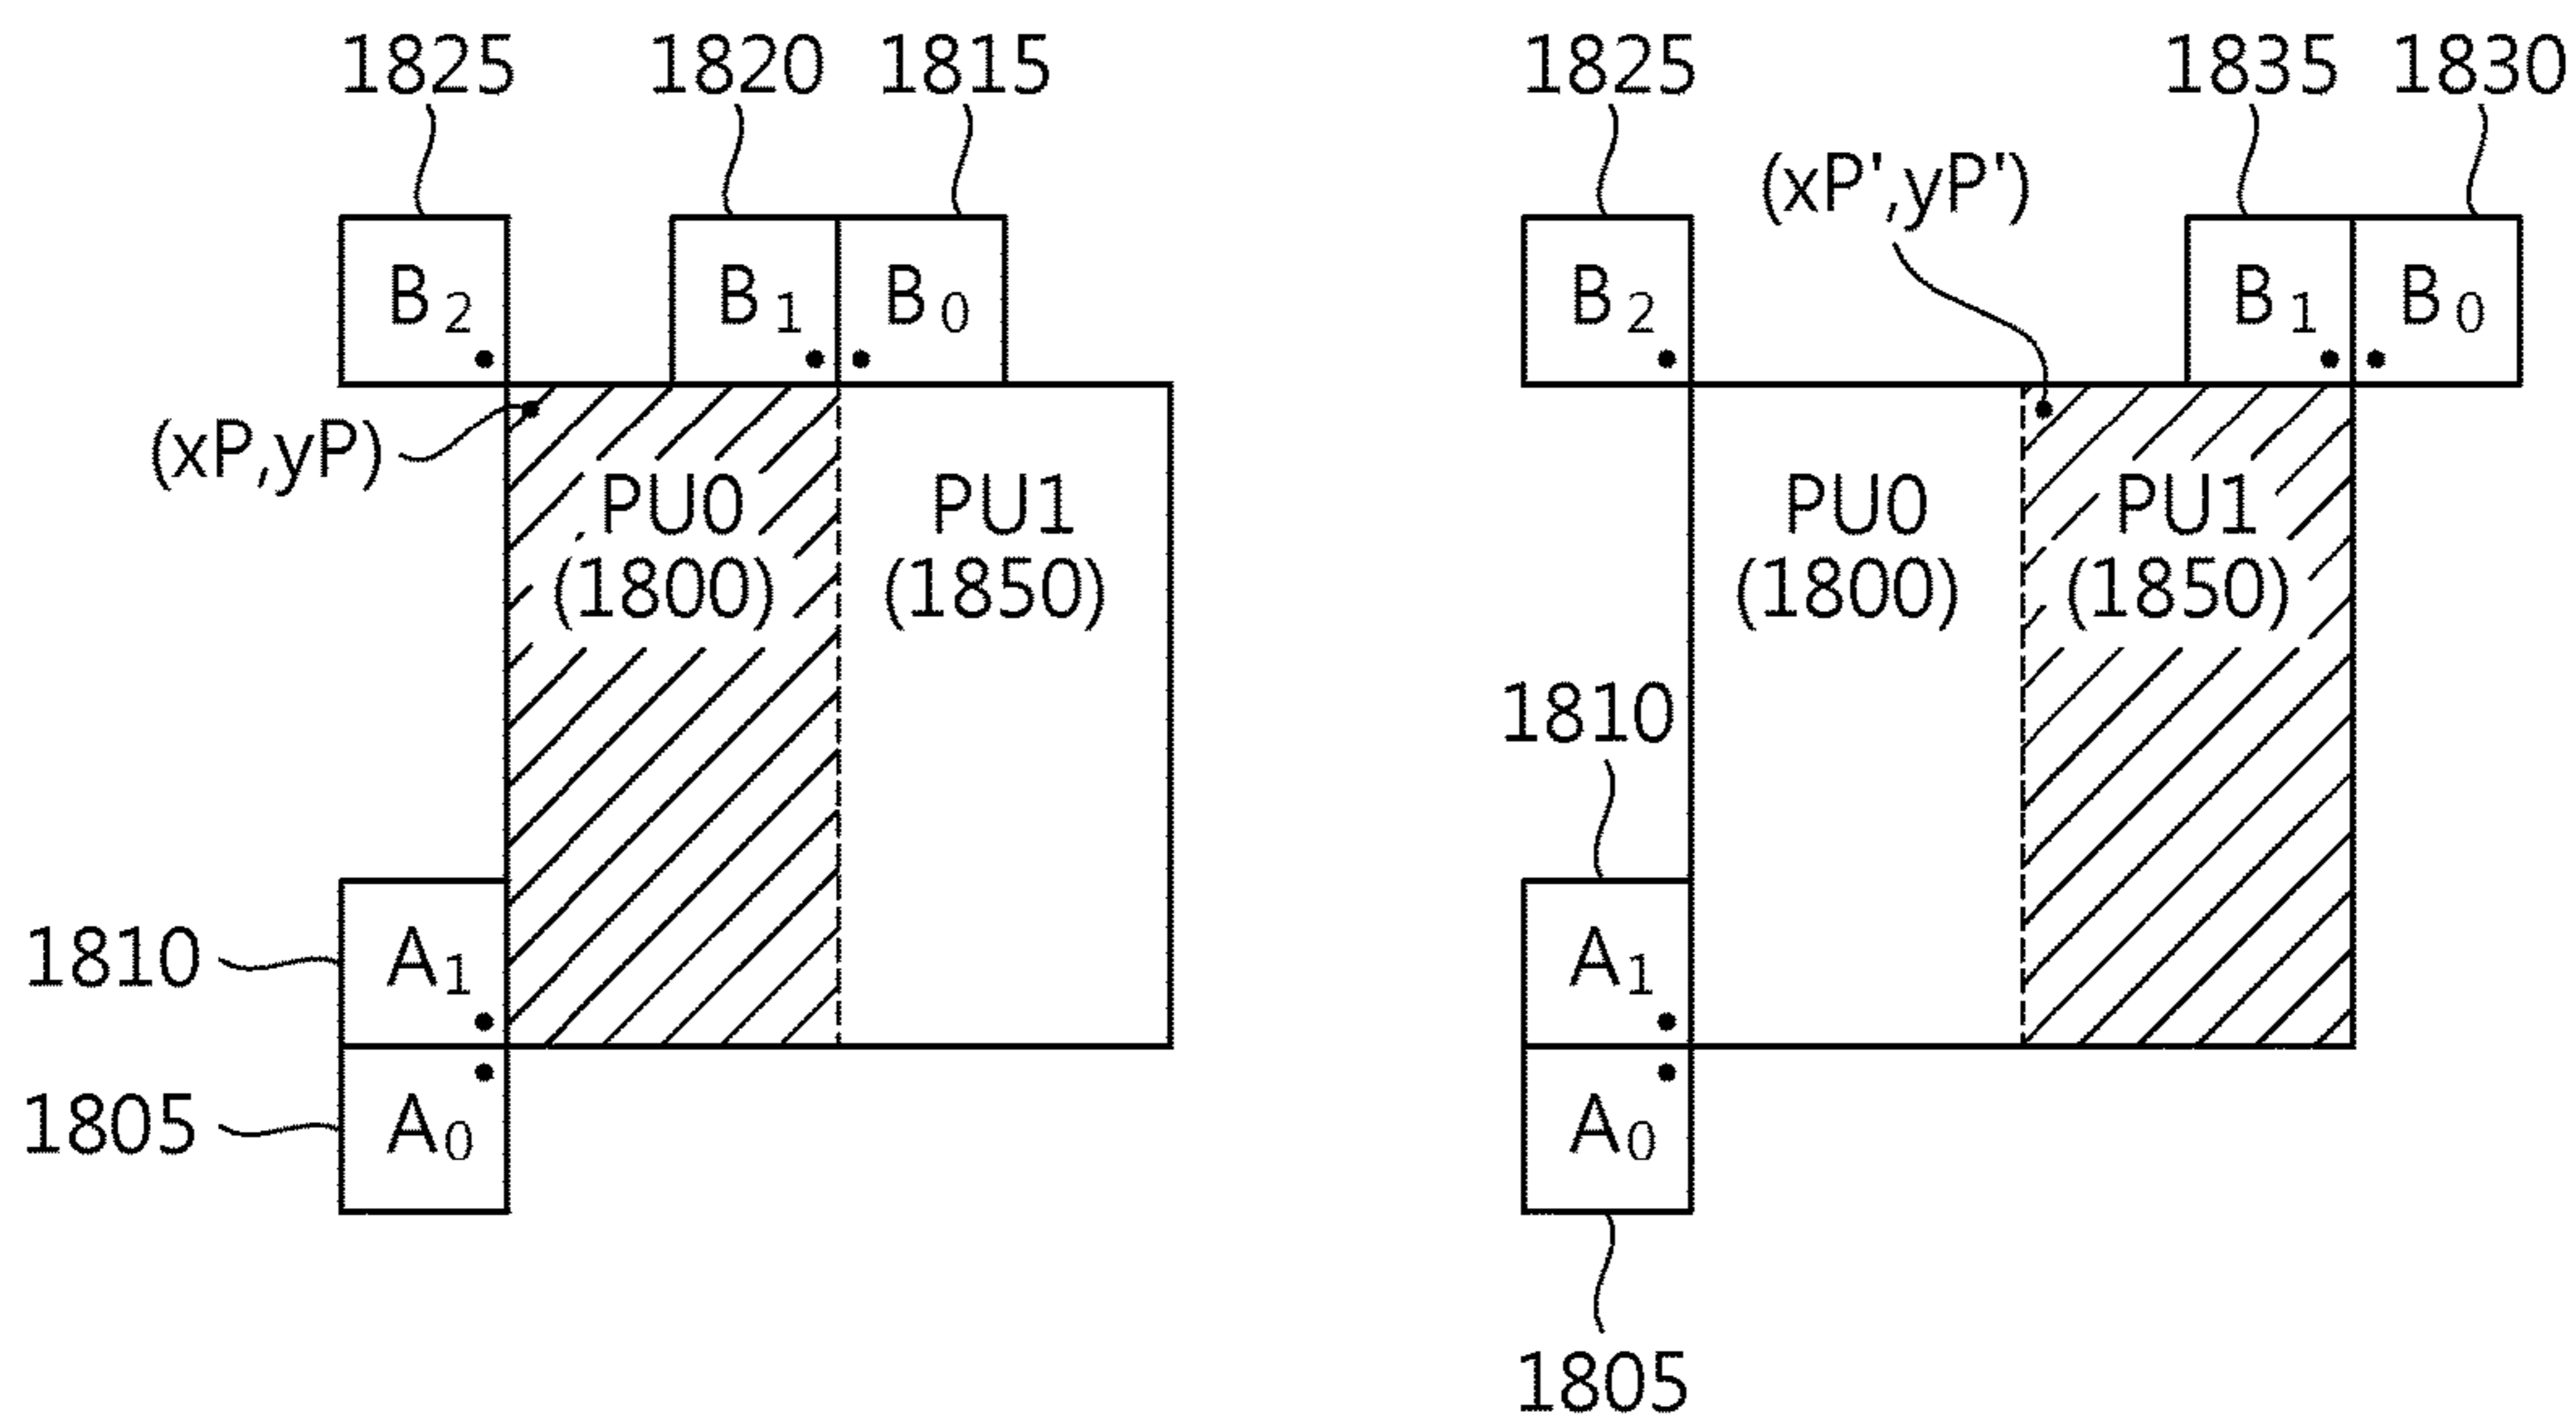 1825 1820 1815
B2 B1 B0
(xP,yP)
PU0 PU1
(1800) (1850)
1810 A1
1805 A0
1825 1835 1830
(xP',yP')
B2 B1 B0
PU0 PU1
(1800) (1850)
1810
A1
A0
1805